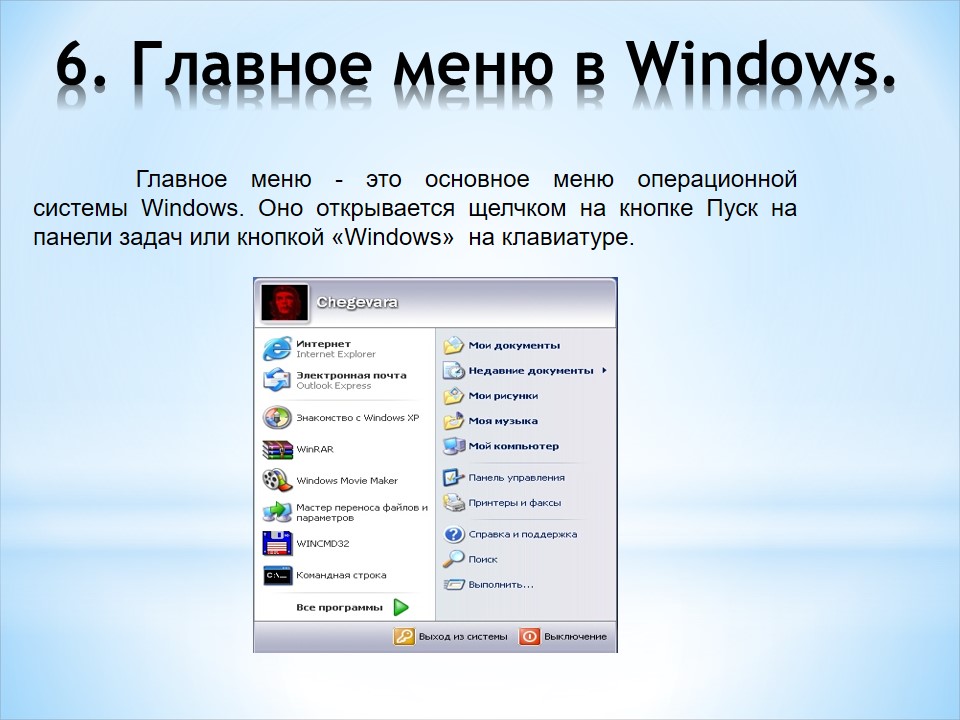 6. Главное меню в Windows.
Главное меню - это основное меню операционной
системы Windows. Оно открывается щелчком на кнопке Пуск на
панели задач или кнопкой «Windows» на клавиатуре.
Chegevara
Интернет
Internet Explorer
Электронная почта
Outlook Express
Знакомство с Windows XP
WinRAR
Windows Movie Maker
Мастер переноса файлов и
параметров
WINCMD32
C:\_
Командная строка
Все программы
Мои документы
Недавние документы
Мои рисунки
Моя музыка
Мой компьютер
Панель управления
Принтеры и факсы
Справка и поддержка
Поиск
Выполнить...
Выход из системы
Выключение